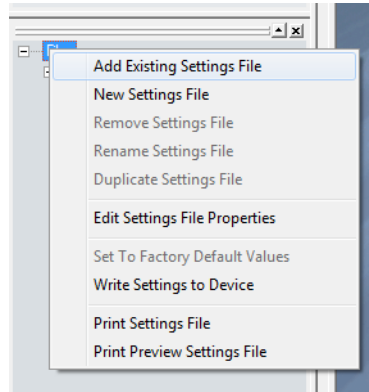 Add Existing Settings File
New Settings File
Remove Settings File
Rename Settings File
Duplicate Settings File
Edit Settings File Properties
Set To Factory Default Values
Write Settings to Device
Print Settings File
Print Preview Settings File